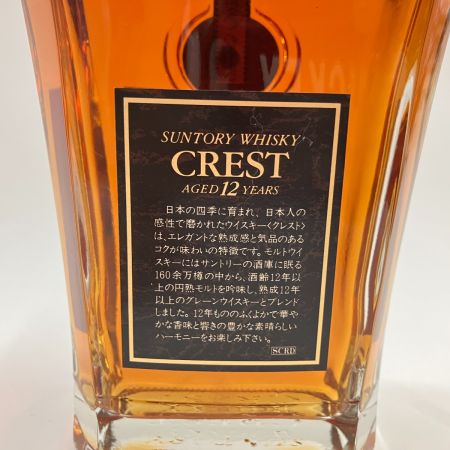 SUNTORY WHISKY
CREST
AGED 12 YEARS
日本の四季に育まれ、日本人の
感性で磨かれたウイスキー〈クレスト〉
は、エレガントな熟成感と気品のある
コクが味わいの特徴です。モルトウイ
スキーにはサントリーの酒庫に眠る
160余万樽の中から、酒齢12年以
上の円熟モルトを吟味し、熟成12年
以上のグレーンウイスキーとブレンド
しました。12年もののふくよかで華や
かな香味と響きの豊かな素晴らしい
ハーモニーをお楽しみ下さい。
SCRD